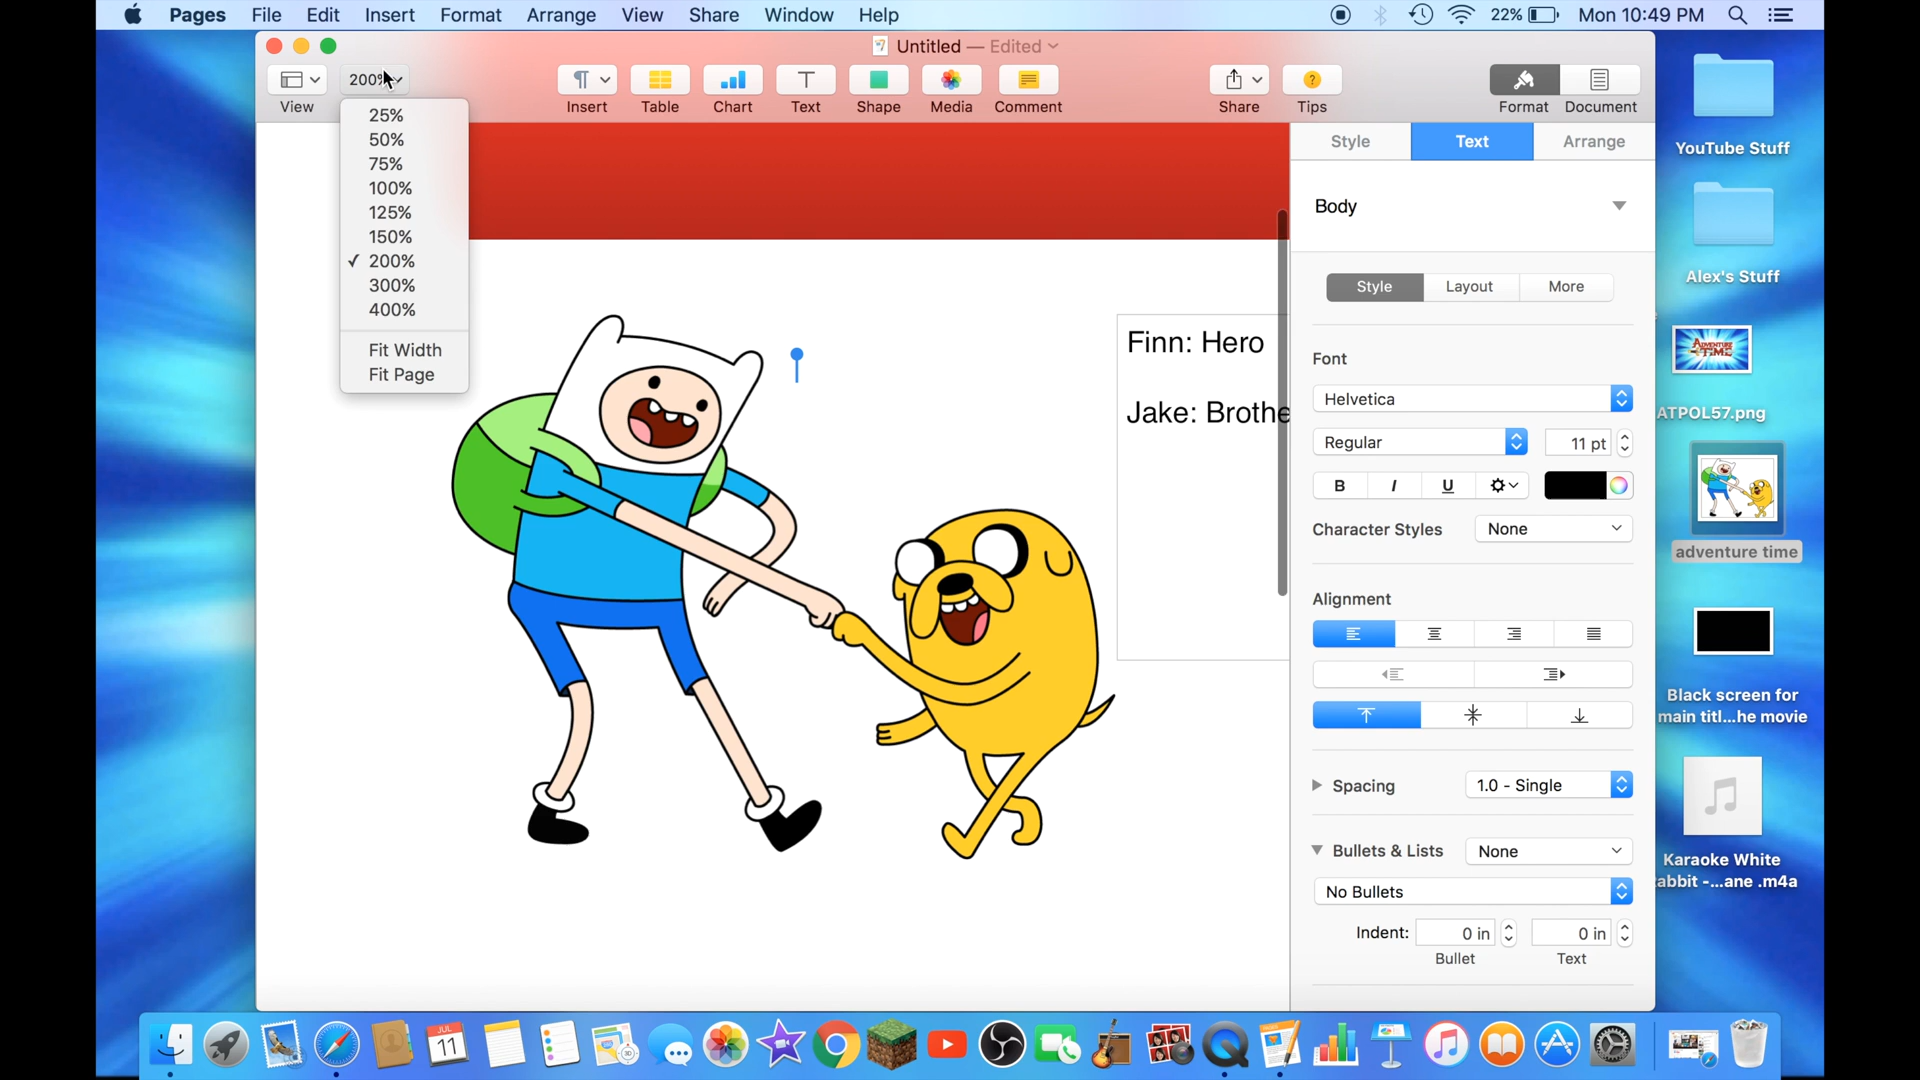 Pages File Edit Insert Format Arrange View Share Window Help
22% Mon 10:49 PM
Untitled — Edited
200%
View Insert Table Chart Text Shape Media Comment Share Tips Format Document
25%
50%
75%
100%
125%
150%
✓ 200%
300%
400%
Fit Width
Fit Page
Finn: Hero
Jake: Brothe
Style Text Arrange
Body
Style Layout More
Font
Helvetica
Regular 11 pt
B I U
Character Styles None
Alignment
Spacing 1.0 - Single
Bullets & Lists None
No Bullets
Indent: 0 in 0 in
Bullet Text
YouTube Stuff
Alex's Stuff
ADVENTURE TIME
ATPOL57.png
adventure time
Black screen for
main titl...he movie
Karaoke White
abbit -...ane .m4a
JUL
11